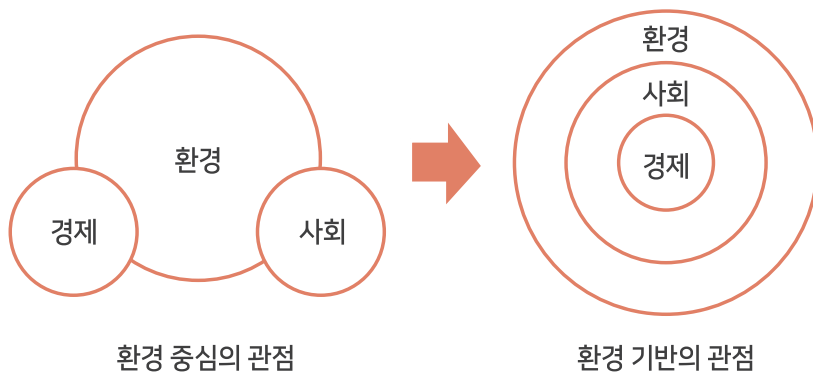 환경
경제
사회
환경 중심의 관점
환경
사회
경제
환경 기반의 관점